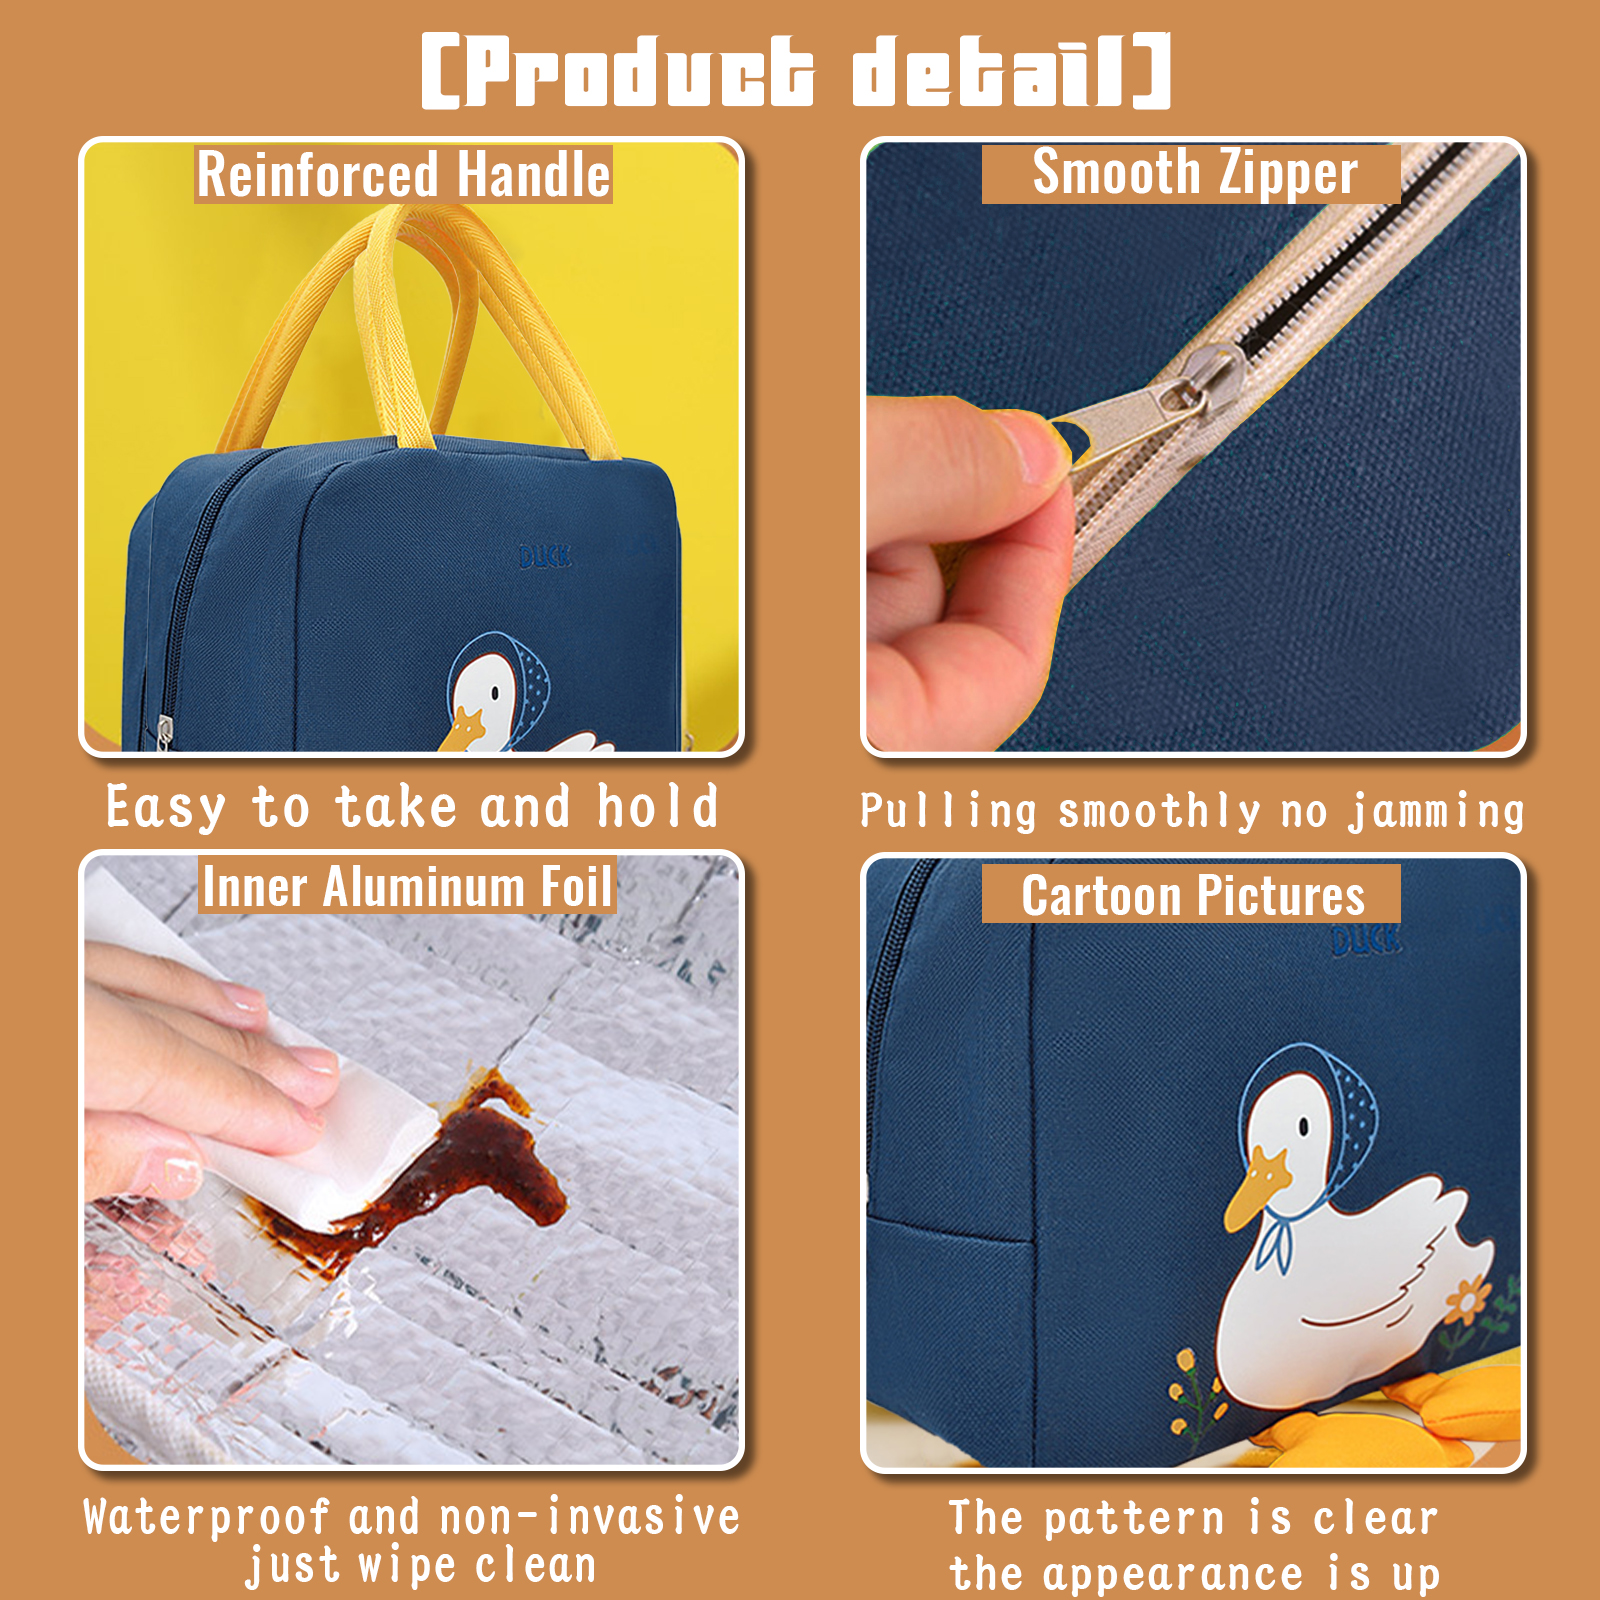 [Product detail]
Reinforced Handle
Smooth Zipper
DUCK
Easy to take and hold
Pulling smoothly no jamming
Inner Aluminum Foil
Cartoon Pictures
DUCK
Waterproof and non-invasive
just wipe clean
The pattern is clear
the appearance is up